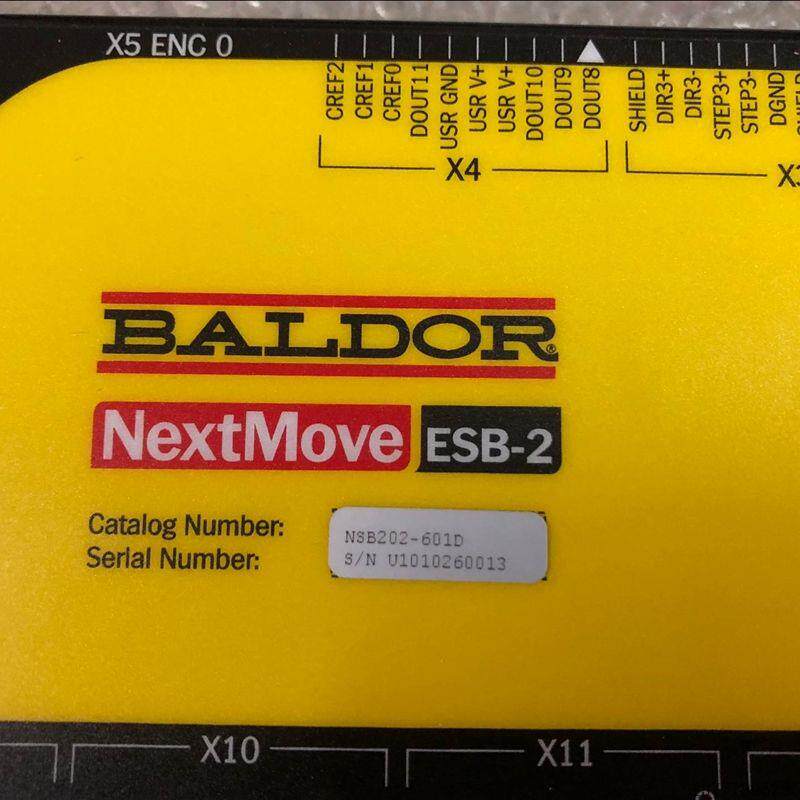 X5 ENC 0
CREF2
CREF1
CREF0
DOUT11
USR GND
USR V+
USR V+
DOUT10
DOUT9
DOUT8
SHIELD
DIR3+
DIR3-
STEP3+
STEP3-
DGND
X4
BALDOR®
NextMove ESB-2
Catalog Number: NSB202-601D
Serial Number: S/N U1010260013
X10
X11